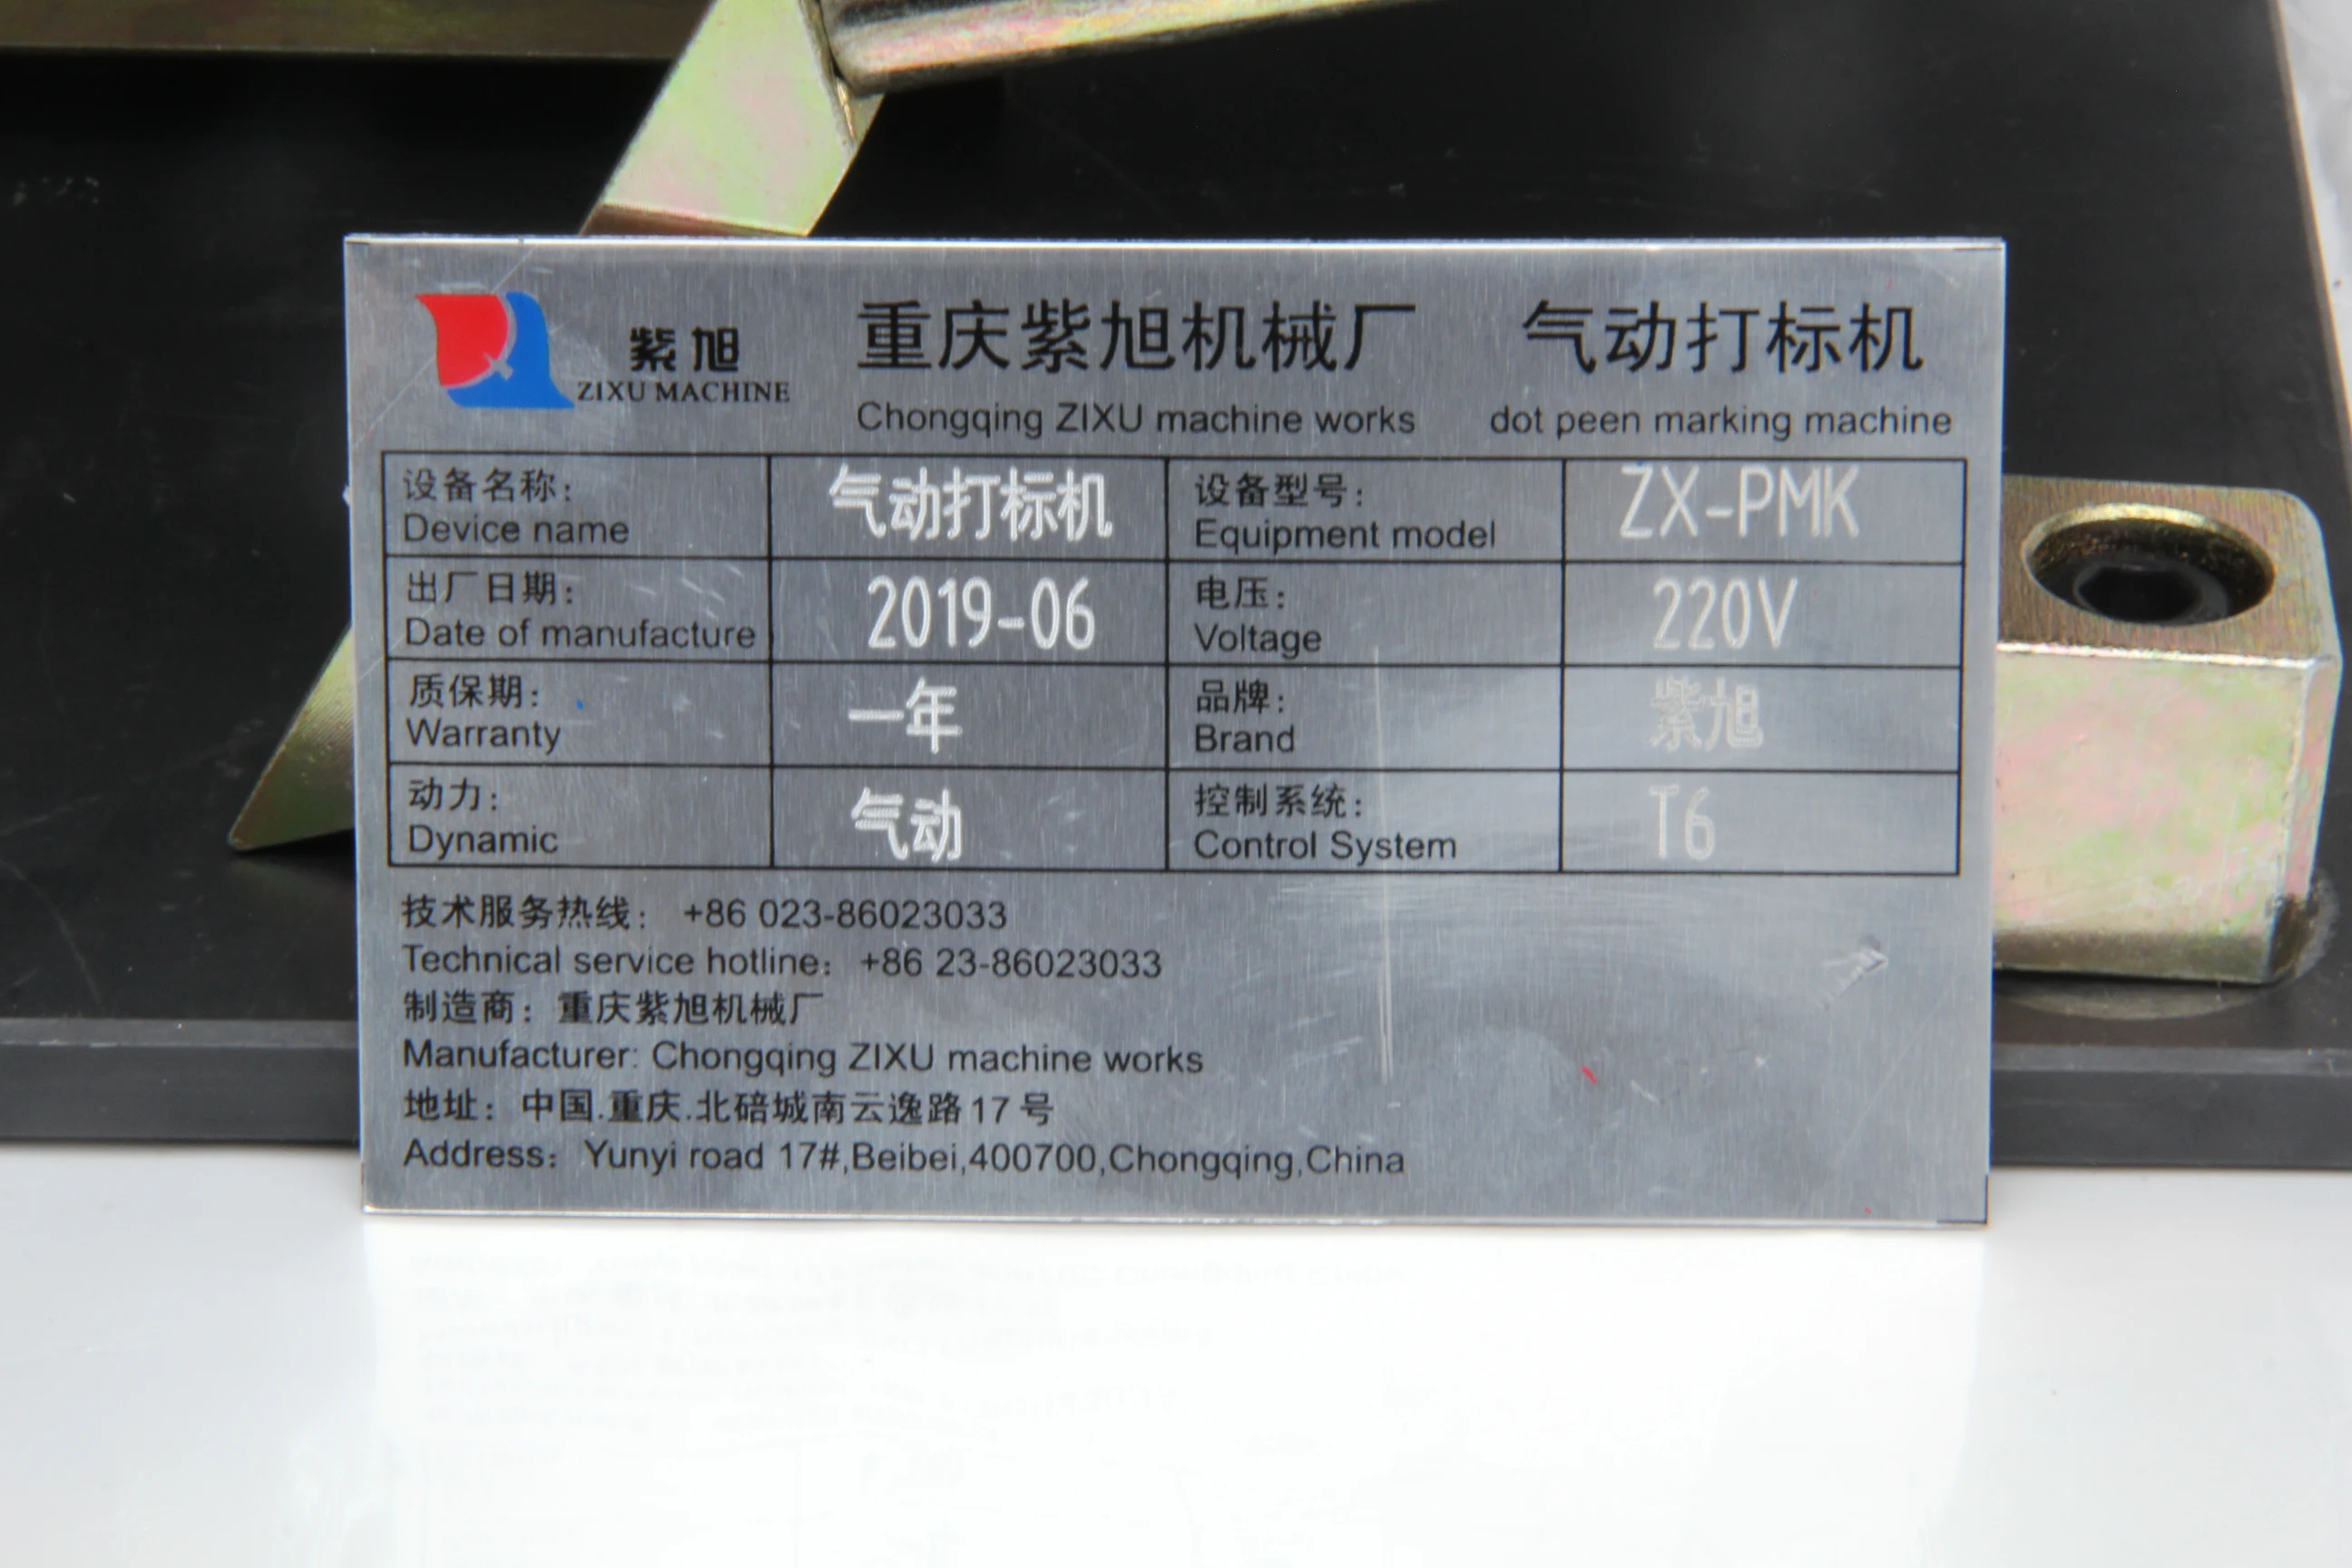 紫旭
ZIXU MACHINE
重庆紫旭机械厂 气动打标机
Chongqing ZIXU machine works dot peen marking machine
设备名称: 气动打标机 设备型号: ZX-PMK
Device name Equipment model
出厂日期: 2019-06 电压: 220V
Date of manufacture Voltage
质保期: 一年 品牌: 紫旭
Warranty Brand
动力: 气动 控制系统: T6
Dynamic Control System
技术服务热线: +86 023-86023033
Technical service hotline: +86 23-86023033
制造商: 重庆紫旭机械厂
Manufacturer: Chongqing ZIXU machine works
地址: 中国.重庆.北碚城南云逸路17号
Address: Yunyi road 17#,Beibei,400700,Chongqing,China